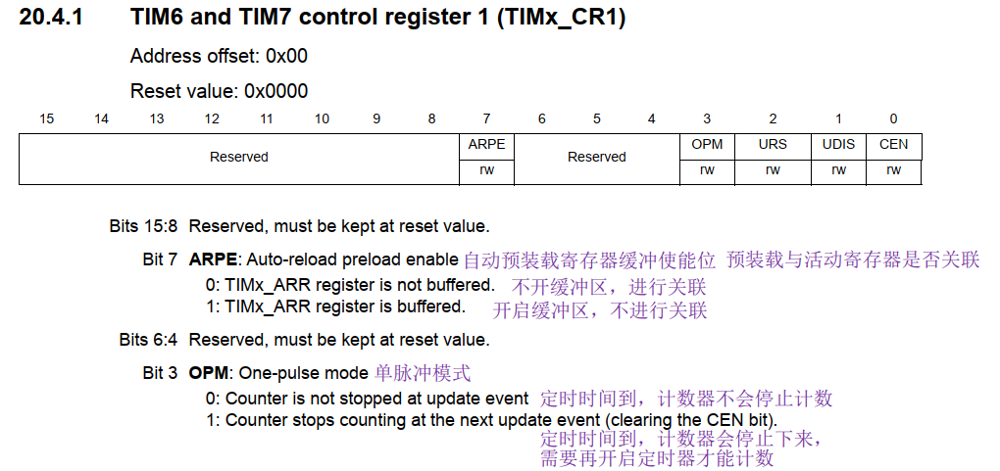 20.4.1 TIM6 and TIM7 control register 1 (TIMx_CR1)
Address offset: 0x00
Reset value: 0x0000
15 14 13 12 11 10 9 8 7 6 5 4 3 2 1 0
Reserved ARPE Reserved OPM URS UDIS CEN
rw rw rw rw rw
Bits 15:8 Reserved, must be kept at reset value.
Bit 7 ARPE: Auto-reload preload enable 自动预装载寄存器缓冲使能位 预装载与活动寄存器是否关联
0: TIMx_ARR register is not buffered. 不开缓冲区，进行关联
1: TIMx_ARR register is buffered. 开启缓冲区，不进行关联
Bits 6:4 Reserved, must be kept at reset value.
Bit 3 OPM: One-pulse mode 单脉冲模式
0: Counter is not stopped at update event 定时时间到，计数器不会停止计数
1: Counter stops counting at the next update event (clearing the CEN bit).
定时时间到，计数器会停止下来，
需要再开启定时器才能计数